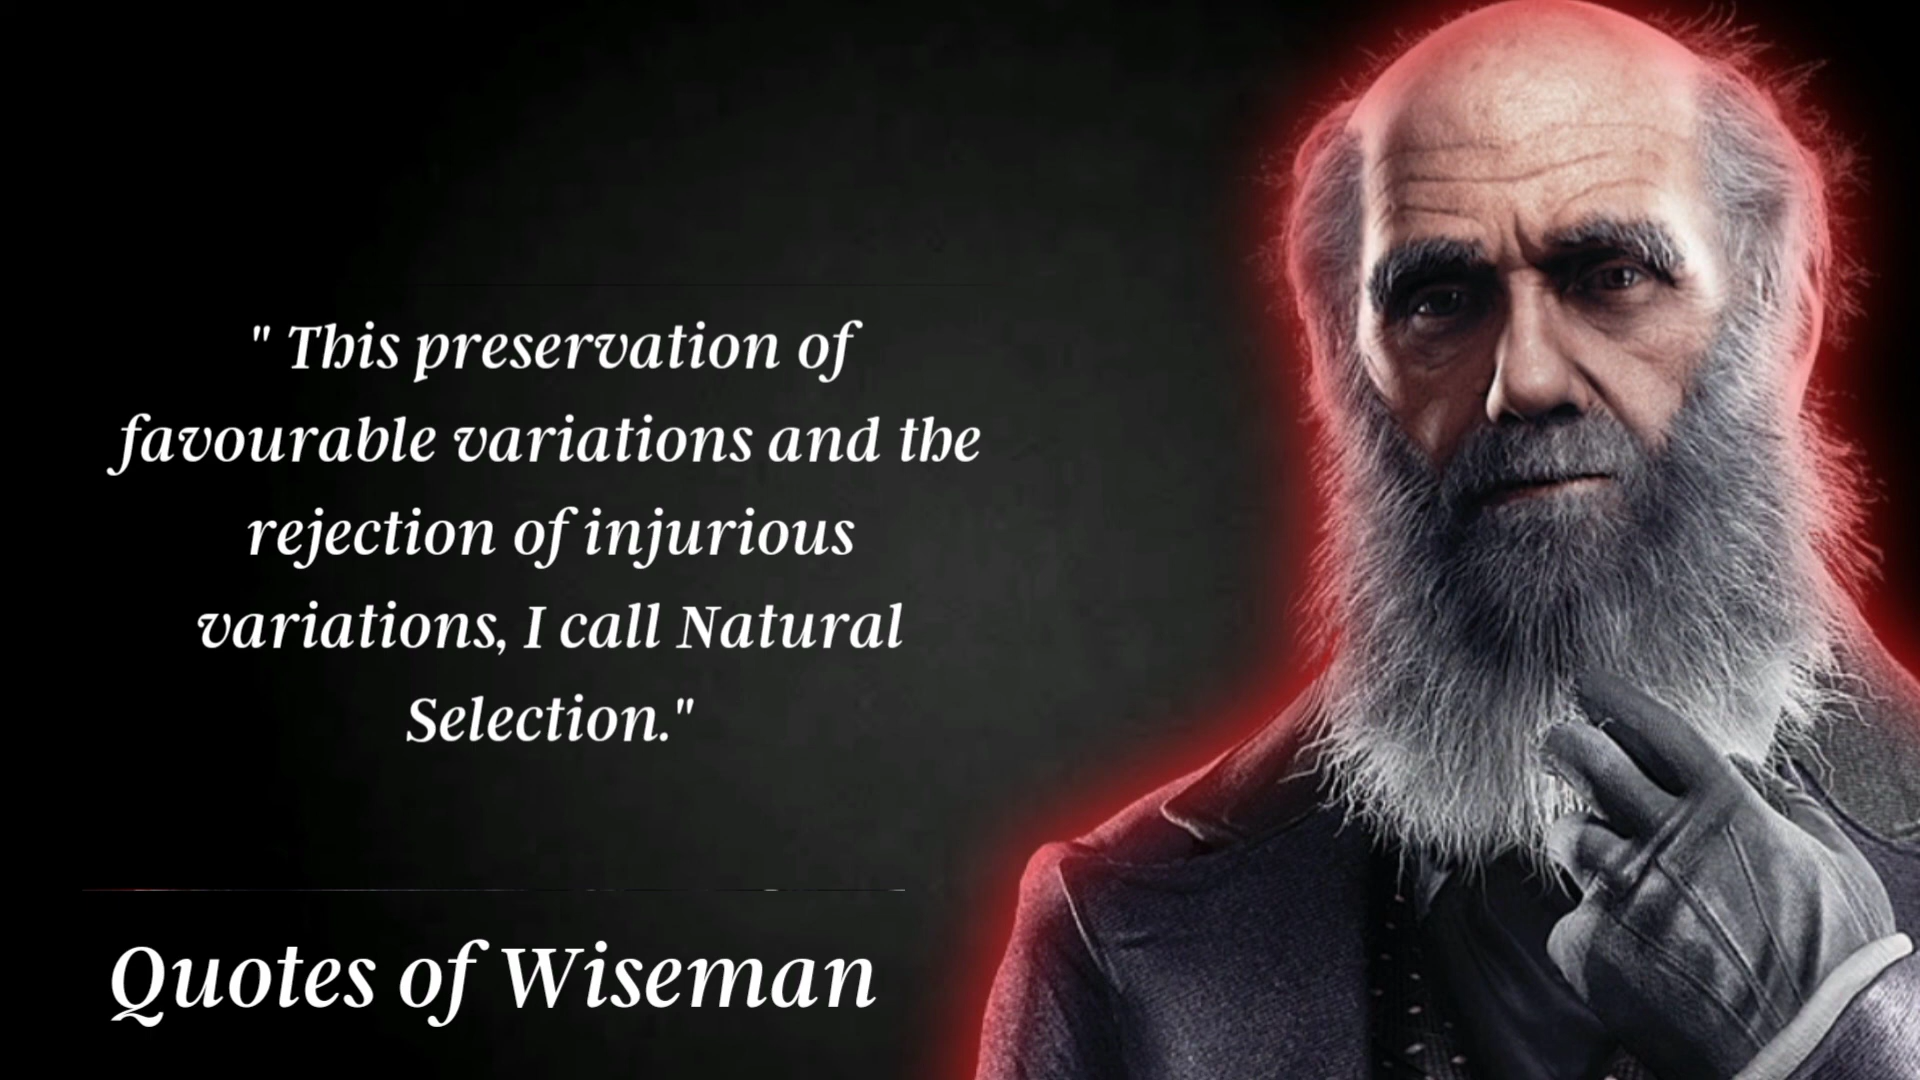 " This preservation of
favourable variations and the
rejection of injurious
variations, I call Natural
Selection."
Quotes of Wiseman